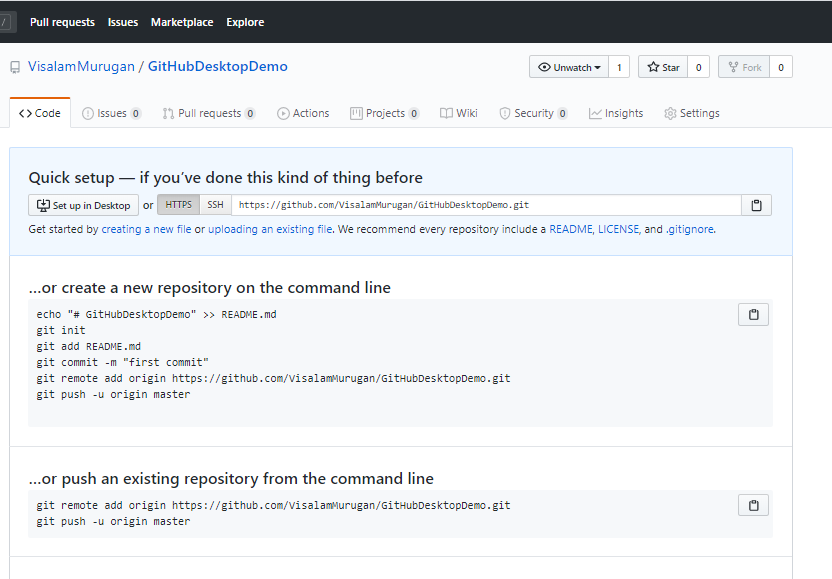 /
Pull requests Issues Marketplace Explore
VisalamMurugan / GitHubDesktopDemo
Unwatch 1 Star 0 Fork 0
Code Issues 0 Pull requests 0 Actions Projects 0 Wiki Security 0 Insights Settings
Quick setup — if you’ve done this kind of thing before
Set up in Desktop or HTTPS SSH https://github.com/VisalamMurugan/GitHubDesktopDemo.git
Get started by creating a new file or uploading an existing file. We recommend every repository include a README, LICENSE, and .gitignore.
…or create a new repository on the command line
echo "# GitHubDesktopDemo" >> README.md
git init
git add README.md
git commit -m "first commit"
git remote add origin https://github.com/VisalamMurugan/GitHubDesktopDemo.git
git push -u origin master
…or push an existing repository from the command line
git remote add origin https://github.com/VisalamMurugan/GitHubDesktopDemo.git
git push -u origin master